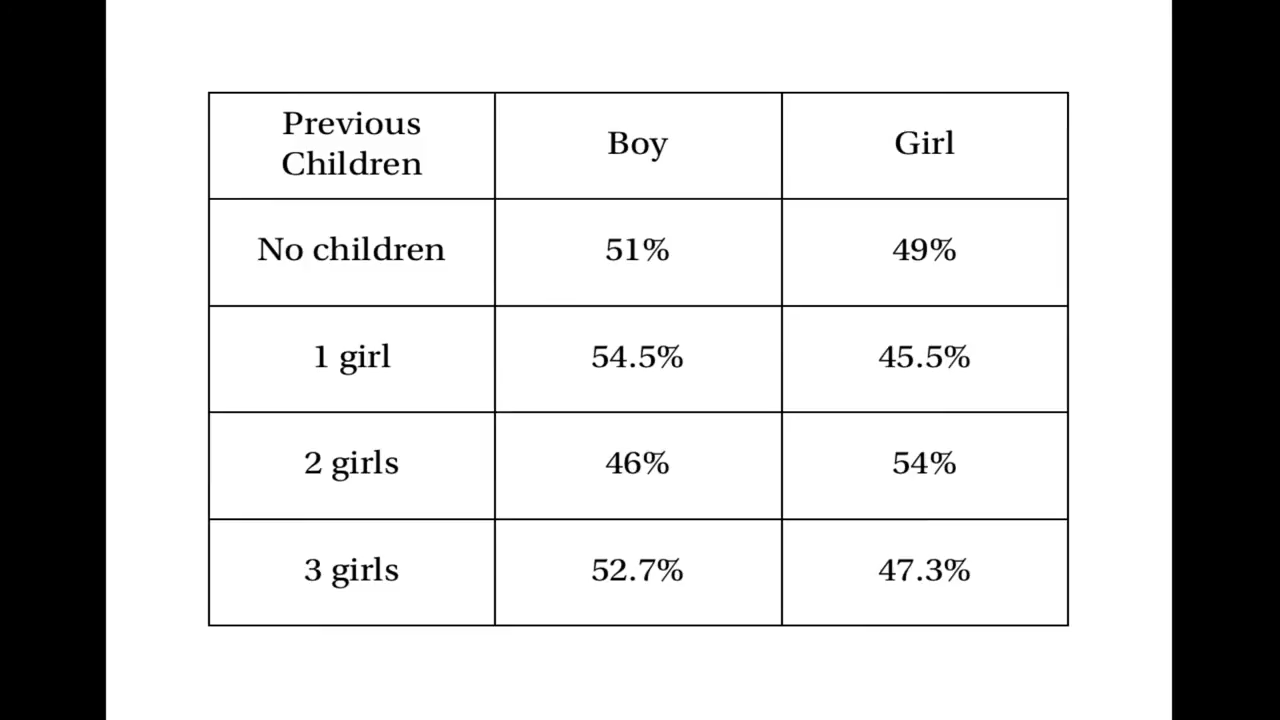 Previous
Children
Boy
Girl
No children
51%
49%
1 girl
54.5%
45.5%
2 girls
46%
54%
3 girls
52.7%
47.3%